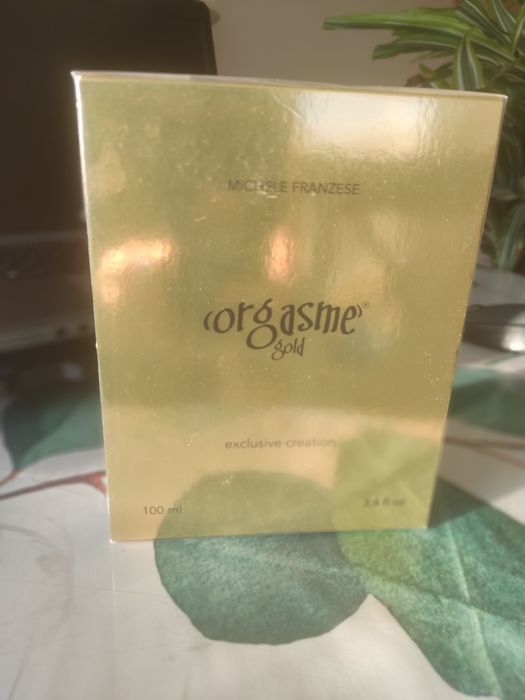 MICHELE FRANZESE
(orgasme)®
gold
exclusive creation
100 ml
3,4 fl oz